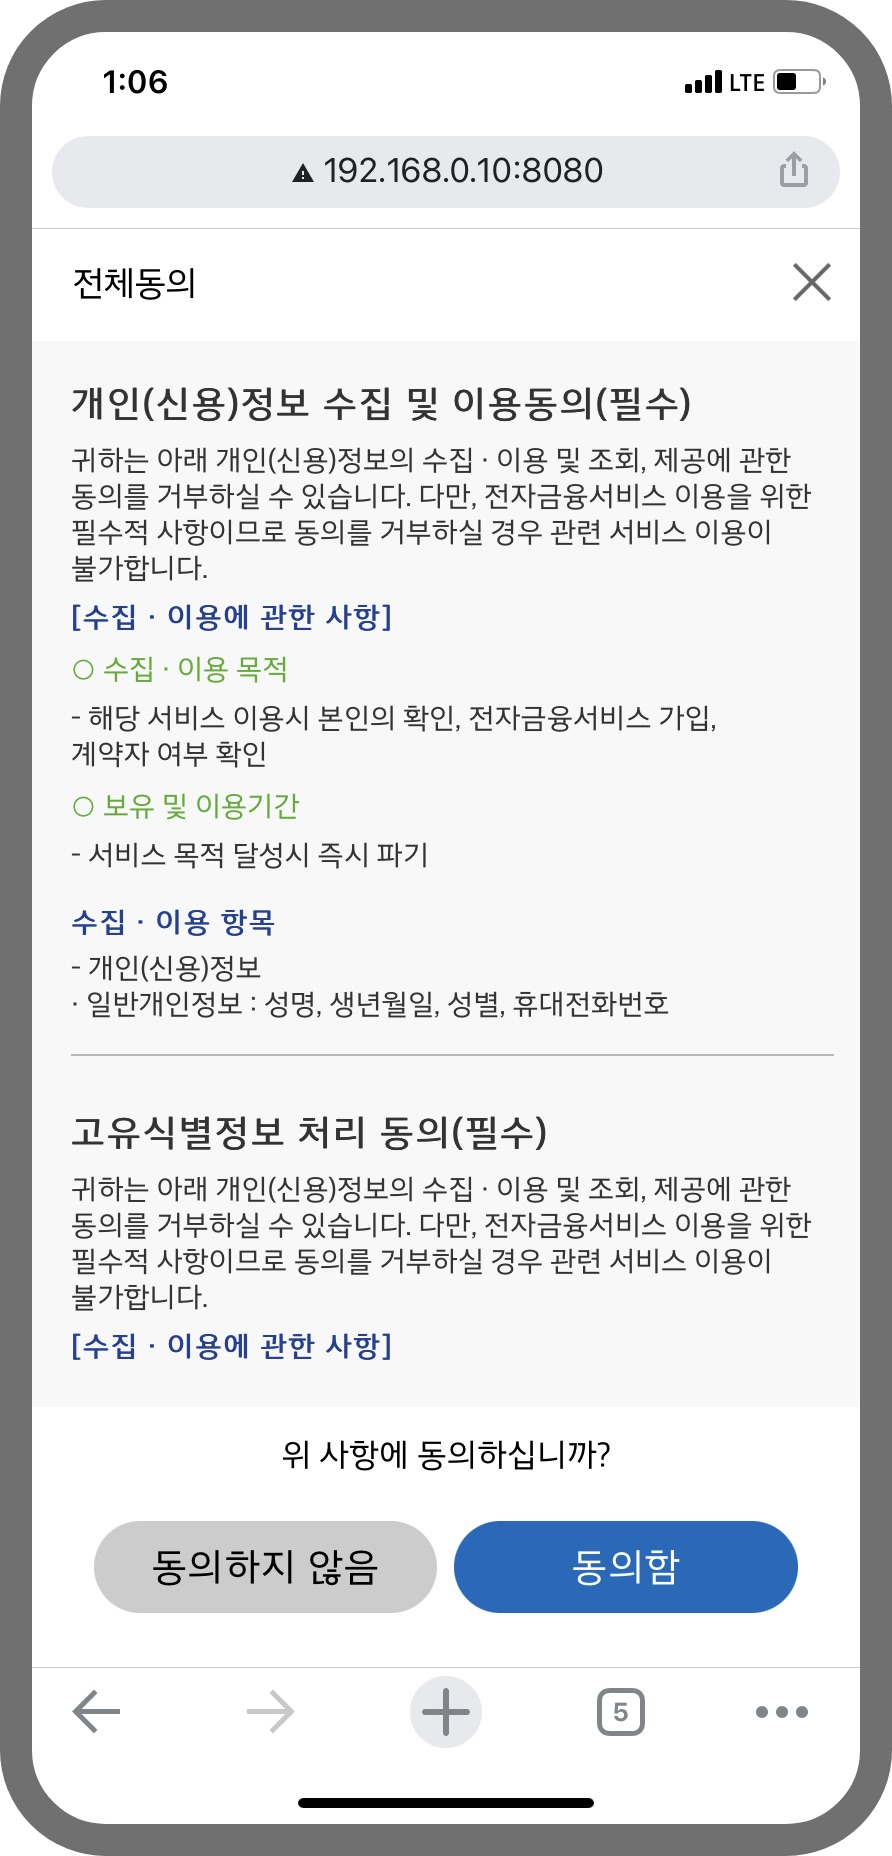 1:06
LTE
192.168.0.10:8080
전체동의
개인(신용)정보 수집 및 이용동의(필수)
귀하는 아래 개인(신용)정보의 수집 · 이용 및 조회, 제공에 관한
동의를 거부하실 수 있습니다. 다만, 전자금융서비스 이용을 위한
필수적 사항이므로 동의를 거부하실 경우 관련 서비스 이용이
불가합니다.
[수집 · 이용에 관한 사항]
○ 수집 · 이용 목적
- 해당 서비스 이용시 본인의 확인, 전자금융서비스 가입,
계약자 여부 확인
○ 보유 및 이용기간
- 서비스 목적 달성시 즉시 파기
수집 · 이용 항목
- 개인(신용)정보
· 일반개인정보 : 성명, 생년월일, 성별, 휴대전화번호
고유식별정보 처리 동의(필수)
귀하는 아래 개인(신용)정보의 수집 · 이용 및 조회, 제공에 관한
동의를 거부하실 수 있습니다. 다만, 전자금융서비스 이용을 위한
필수적 사항이므로 동의를 거부하실 경우 관련 서비스 이용이
불가합니다.
[수집 · 이용에 관한 사항]
위 사항에 동의하십니까?
동의하지 않음
동의함
5